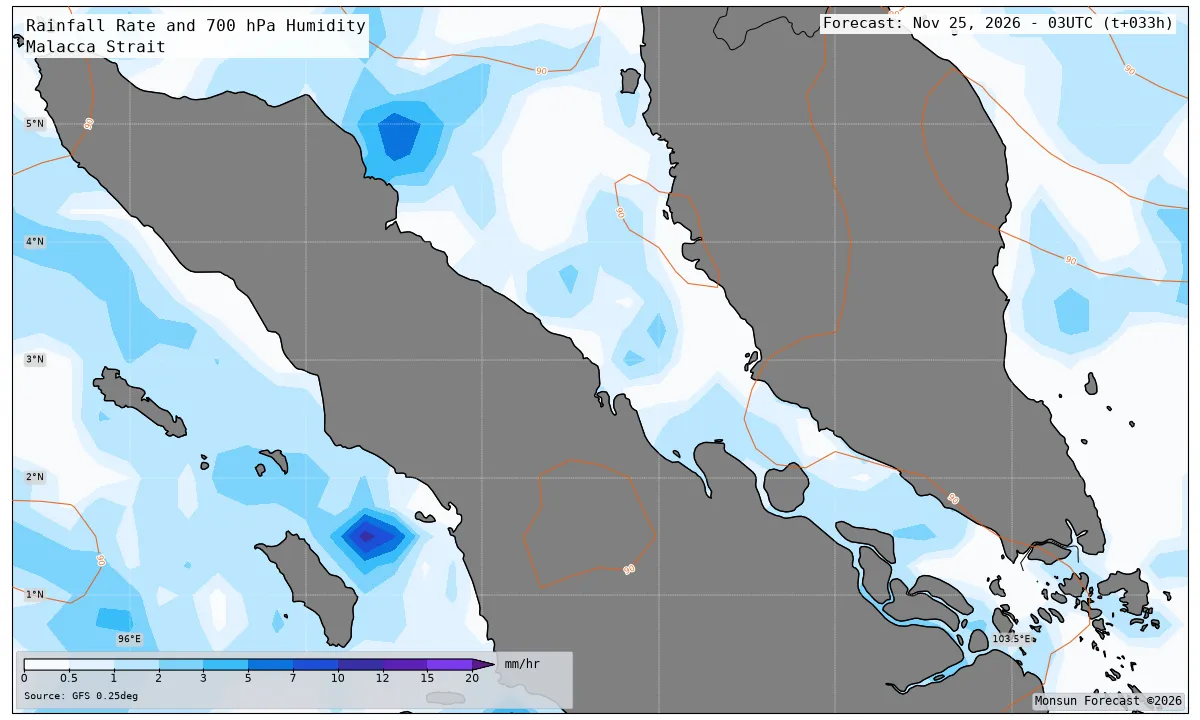 Rainfall Rate and 700 hPa Humidity
Malacca Strait
Forecast: Nov 25, 2026 - 03UTC (t+033h)
90
90
90
90
5°N
90
4°N
90
3°N
2°N
90
90
90
1°N
96°E
103.5°E
mm/hr
0 0.5 1 2 3 5 7 10 12 15 20
Source: GFS 0.25deg
Monsun Forecast ©2026